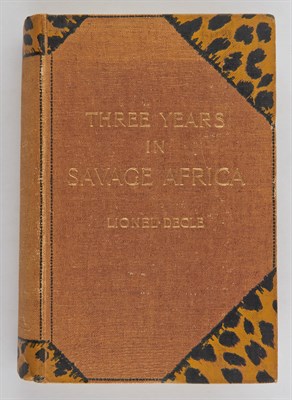 THREE YEARS
IN
SAVAGE AFRICA
LIONEL DECLE